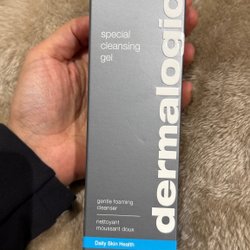 special
cleansing
gel
dermalogica
gentle foaming
cleanser
nettoyant
moussant doux
Daily Skin Health